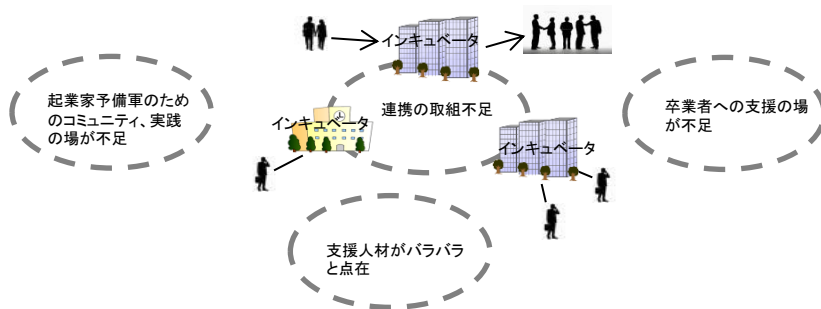 インキュベータ
起業家予備軍のため
のコミュニティ、実践
の場が不足
連携の取組不足
卒業者への支援の場
が不足
インキュベータ
インキュベータ
支援人材がバラバラ
と点在